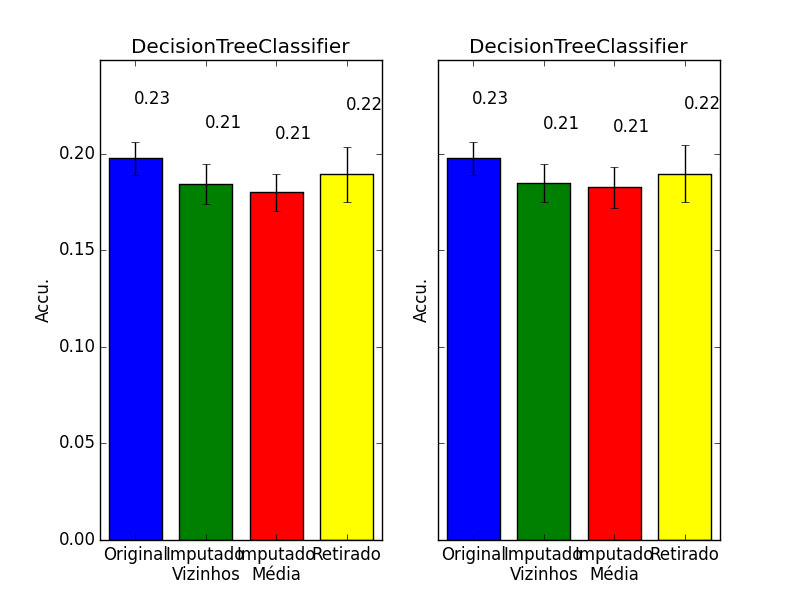 DecisionTreeClassifier
0.23
0.21
0.21
0.22
0.20
0.15
0.10
0.05
0.00
Accu.
Original Imputado Imputado Retirado
Vizinhos Média
DecisionTreeClassifier
0.23
0.21
0.21
0.22
Accu.
Original Imputado Imputado Retirado
Vizinhos Média